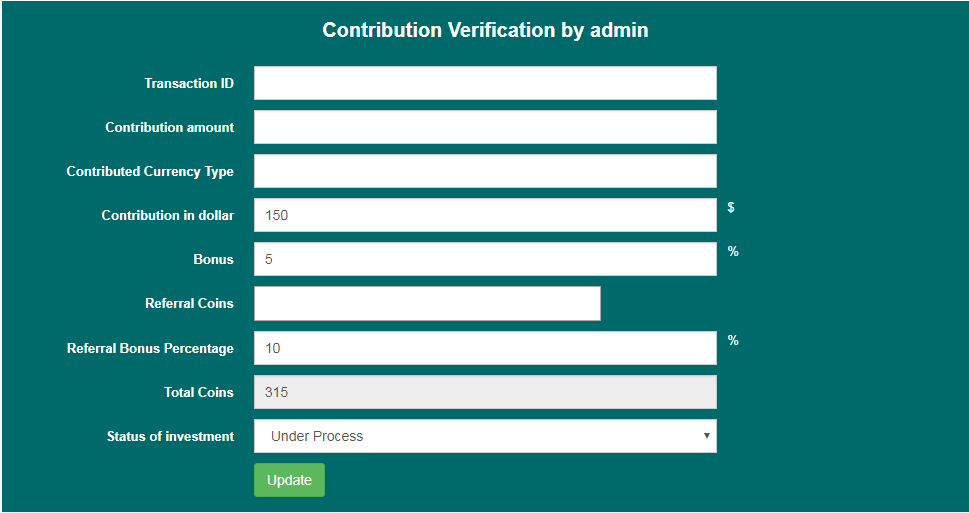 Contribution Verification by admin
Transaction ID
Contribution amount
Contributed Currency Type
Contribution in dollar 150 $
Bonus 5 %
Referral Coins
Referral Bonus Percentage 10 %
Total Coins 315
Status of investment Under Process
Update